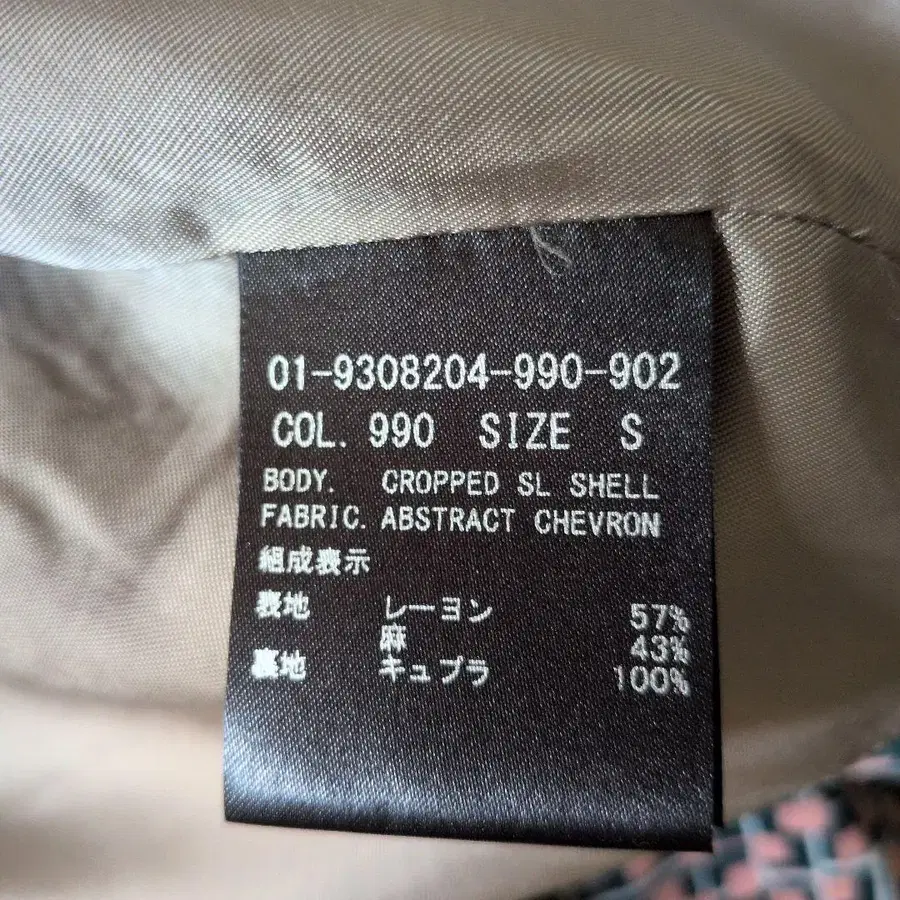 01-9308204-990-902
COL. 990 SIZE S
BODY. CROPPED SL SHELL
FABRIC. ABSTRACT CHEVRON
組成表示
表地 レーヨン 57%
麻 43%
裏地 キュプラ 100%